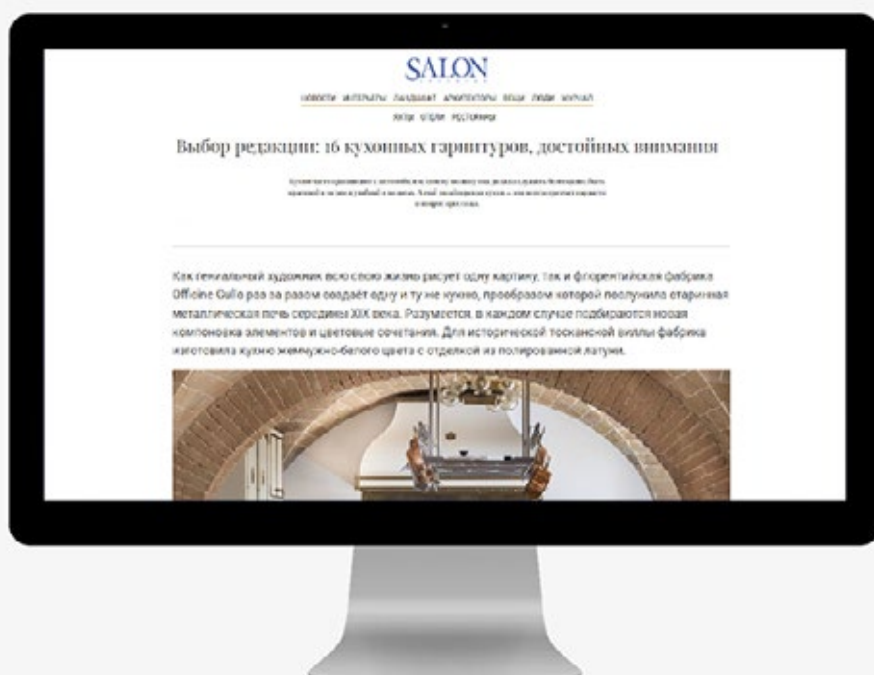 SALON
НОВОСТИ ИНТЕРЬЕРЫ ЛАНДШАФТ АРХИТЕКТОРЫ ВЕЩИ ЛЮДИ ЖУРНАЛ
ЯХТЫ ОТЕЛИ РЕСТОРАНЫ
Выбор редакции: 16 кухонных гарнитуров, достойных внимания
Как гениальный художник всю свою жизнь рисует одну картину, так и флорентийская фабрика
Officine Gullo раз за разом создаёт одну и ту же кухню, прообразом которой послужила старинная
металлическая печь середины XIX века. Разумеется, в каждом случае подбираются новая
компоновка элементов и цветовые сочетания. Для исторической тосканской виллы фабрика
изготовила кухню жемчужно-белого цвета с отделкой из полированной латуни.